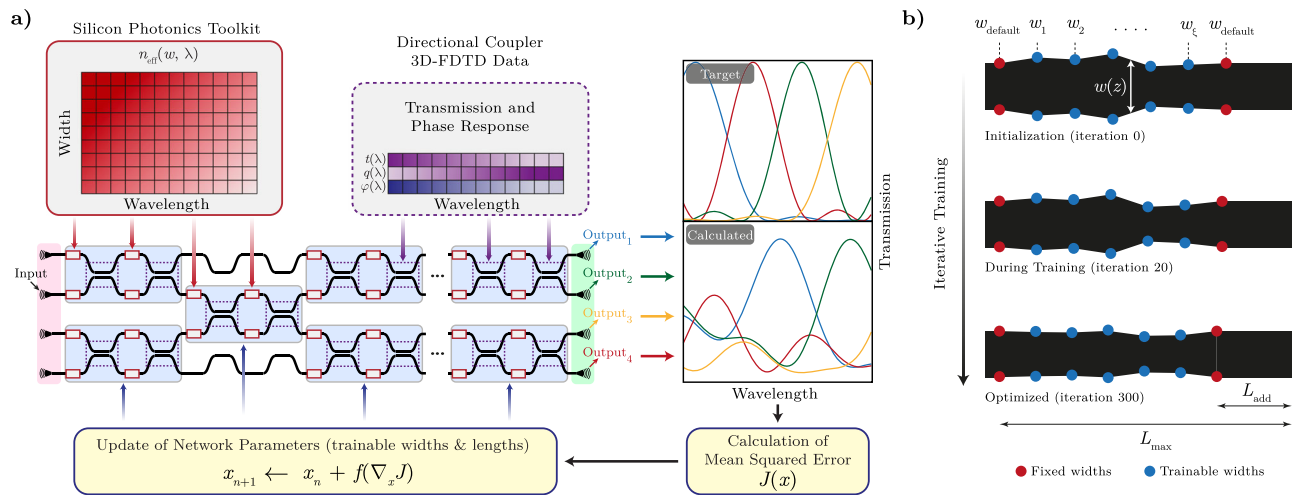 a)
Silicon Photonics Toolkit
n_eff(w, λ)
Width
Wavelength
Directional Coupler
3D-FDTD Data
Transmission and
Phase Response
t(λ)
q(λ)
φ(λ)
Wavelength
Input
...
...
Output₁
Output₂
Output₃
Output₄
Target
Calculated
Transmission
Wavelength
Calculation of
Mean Squared Error
J(x)
Update of Network Parameters (trainable widths & lengths)
x_{n+1} ← x_n + f(∇_x J)
b)
w_default w_1 w_2 . . . . w_ξ w_default
w(z)
Initialization (iteration 0)
Iterative Training
During Training (iteration 20)
Optimized (iteration 300)
L_add
L_max
Fixed widths
Trainable widths